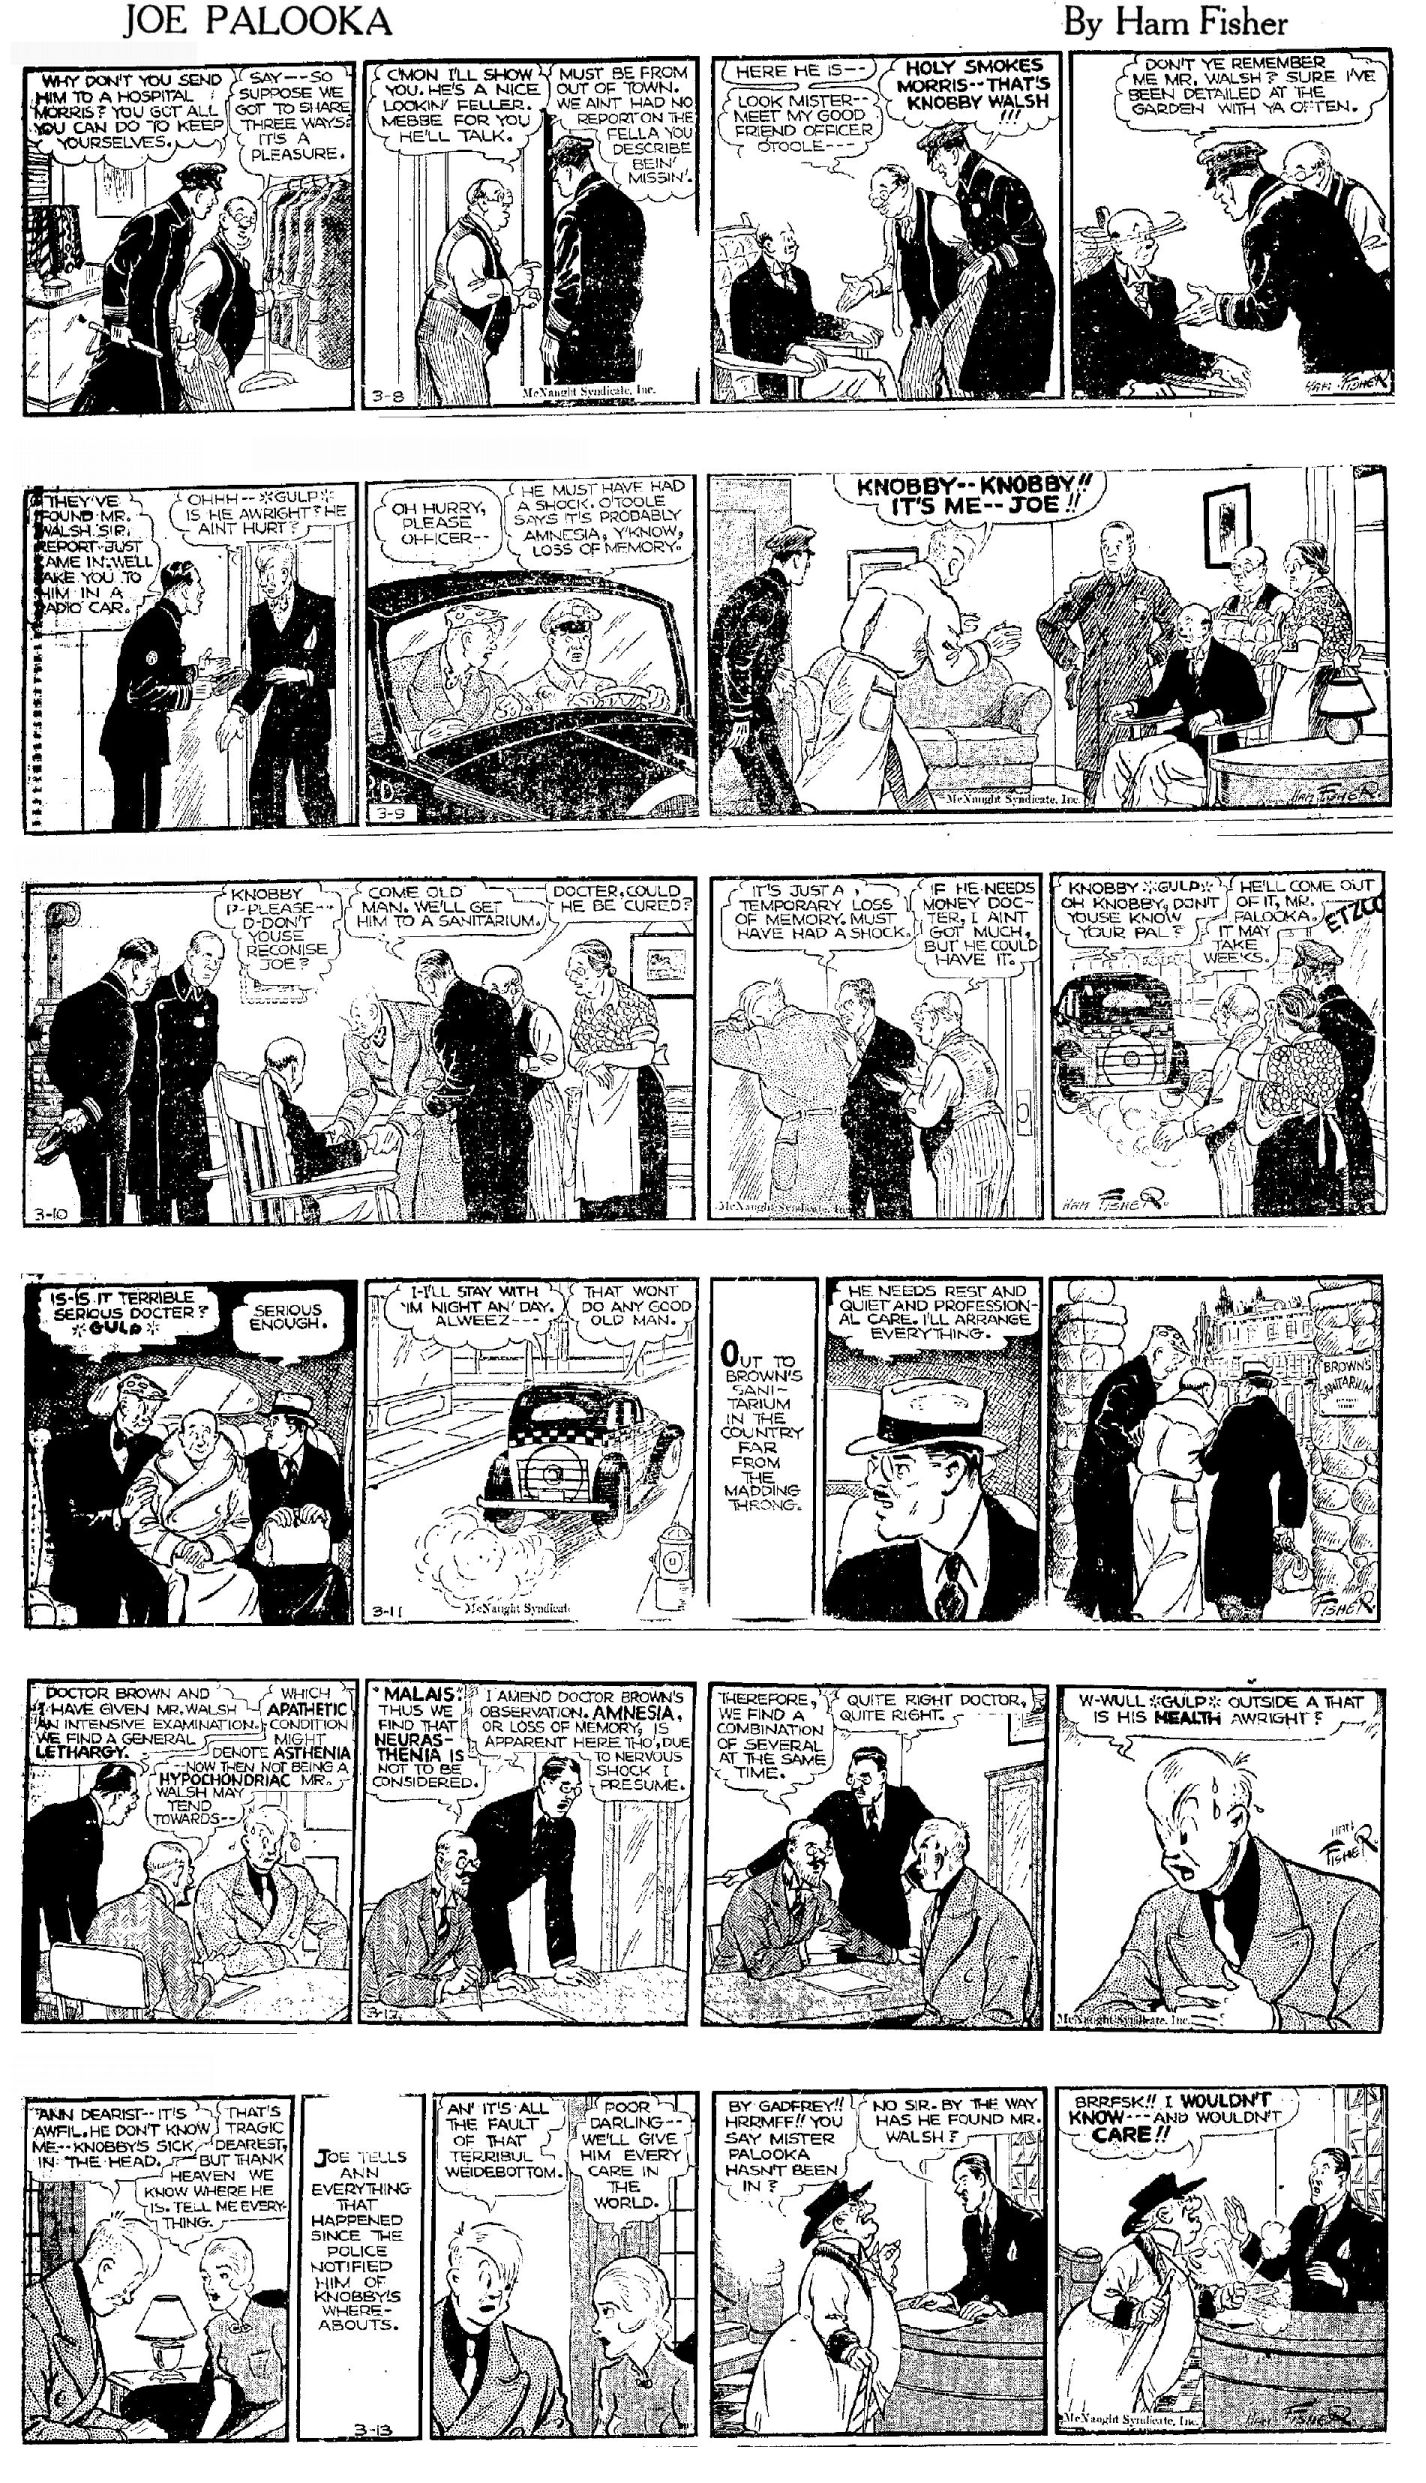 JOE PALOOKA
By Ham Fisher
WHY DON'T YOU SEND
HIM TO A HOSPITAL
MORRIS? YOU GOT ALL
YOU CAN DO TO KEEP
YOURSELVES.
SAY---SO
SUPPOSE WE
GOT TO SHARE
THREE WAYS?
IT'S A
PLEASURE.
C'MON I'LL SHOW
YOU. HE'S A NICE
LOOKIN' FELLER.
MEBBE FOR YOU
HE'LL TALK.
MUST BE FROM
OUT OF TOWN.
WE AINT HAD NO
REPORT ON THE
FELLA YOU
DESCRIBE
BEIN'
MISSIN'.
3-8
McNaught Syndicate, Inc.
HERE HE IS---
LOOK MISTER---
MEET MY GOOD
FRIEND OFFICER
O'TOOLE---
HOLY SMOKES
MORRIS--THAT'S
KNOBBY WALSH
!!!
DON'T YE REMEMBER
ME MR. WALSH? SURE I'VE
BEEN DETAILED AT THE
GARDEN WITH YA OFTEN.
HAM FISHER
THEY'VE
FOUND MR.
WALSH SIR.
REPORT JUST
CAME IN. WE'LL
TAKE YOU TO
HIM IN A
RADIO CAR.
OHHH--*GULP*
IS HE AWRIGHT? HE
AINT HURT?
OH HURRY,
PLEASE
OFFICER--
HE MUST HAVE HAD
A SHOCK. O'TOOLE
SAYS IT'S PROBABLY
AMNESIA, Y'KNOW,
LOSS OF MEMORY.
D
3-9
KNOBBY--KNOBBY!!
IT'S ME--JOE!!
McNaught Syndicate, Inc.
HAM FISHER
KNOBBY
P-PLEASE--
D-DON'T
YOUSE
RECONISE
JOE?
COME OLD
MAN. WE'LL GET
HIM TO A SANITARIUM.
DOCTER, COULD
HE BE CURED?
3-10
IT'S JUST A
TEMPORARY LOSS
OF MEMORY. MUST
HAVE HAD A SHOCK.
IF HE NEEDS
MONEY DOC-
TER, I AINT
GOT MUCH,
BUT HE COULD
HAVE IT.
McNaught Syndicate, Inc.
KNOBBY *GULP*
OH KNOBBY, DON'T
YOUSE KNOW
YOUR PAL?
HE'LL COME OUT
OF IT, MR.
PALOOKA.
IT MAY
TAKE
WEEKS.
HAM FISHER
IS-IS IT TERRIBLE
SERIOUS DOCTER?
*GULP*
SERIOUS
ENOUGH.
I-I'LL STAY WITH
'IM NIGHT AN' DAY.
ALWEEZ---
THAT WONT
DO ANY GOOD
OLD MAN.
3-11
McNaught Syndicate
OUT TO
BROWN'S
SANI-
TARIUM
IN THE
COUNTRY
FAR
FROM
THE
MADDING
THRONG.
HE NEEDS REST AND
QUIET AND PROFESSION-
AL CARE. I'LL ARRANGE
EVERYTHING.
BROWN'S
SANITARIUM
FISHER
DOCTOR BROWN AND
I HAVE GIVEN MR. WALSH
AN INTENSIVE EXAMINATION.
WE FIND A GENERAL
LETHARGY.
WHICH
APATHETIC
CONDITION
MIGHT
DENOTE ASTHENIA
--NOW THEN NOT BEING A
HYPOCHONDRIAC MR.
WALSH MAY
TEND
TOWARDS--
"MALAIS."
THUS WE
FIND THAT
NEURAS-
THENIA IS
NOT TO BE
CONSIDERED.
I AMEND DOCTOR BROWN'S
OBSERVATION. AMNESIA,
OR LOSS OF MEMORY, IS
APPARENT HERE THO', DUE
TO NERVOUS
SHOCK I
PRESUME.
3-12
THEREFORE,
WE FIND A
COMBINATION
OF SEVERAL
AT THE SAME
TIME.
QUITE RIGHT DOCTOR,
QUITE RIGHT.
W-WULL *GULP* OUTSIDE A THAT
IS HIS HEALTH AWRIGHT?
HAM
FISHER
McNaught Syndicate, Inc.
"ANN DEARIST--IT'S
AWFIL. HE DON'T KNOW
ME--KNOBBY'S SICK
IN THE HEAD.
THAT'S
TRAGIC
DEAREST,
BUT THANK
HEAVEN WE
KNOW WHERE HE
IS. TELL ME EVERY-
THING.
JOE TELLS
ANN
EVERYTHING
THAT
HAPPENED
SINCE THE
POLICE
NOTIFIED
HIM OF
KNOBBY'S
WHERE-
ABOUTS.
3-13
AN' IT'S ALL
THE FAULT
OF THAT
TERRIBUL
WEIDEBOTTOM.
POOR
DARLING---
WE'LL GIVE
HIM EVERY
CARE IN
THE
WORLD.
BY GADFREY!!
HRRMFF!! YOU
SAY MISTER
PALOOKA
HASN'T BEEN
IN?
NO SIR. BY THE WAY
HAS HE FOUND MR.
WALSH?
BRRFSK!! I WOULDN'T
KNOW---AND WOULDN'T
CARE!!
McNaught Syndicate, Inc.
HAM FISHER